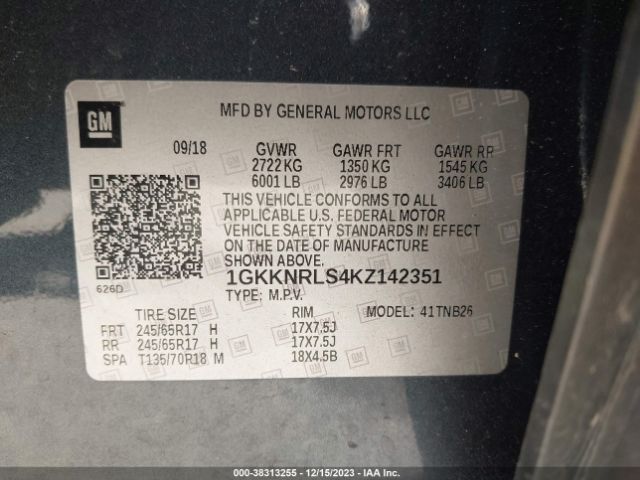 GM
MFD BY GENERAL MOTORS LLC
09/18 GVWR GAWR FRT GAWR RR
2722 KG 1350 KG 1545 KG
6001 LB 2976 LB 3406 LB
THIS VEHICLE CONFORMS TO ALL
APPLICABLE U.S. FEDERAL MOTOR
VEHICLE SAFETY STANDARDS IN EFFECT
ON THE DATE OF MANUFACTURE
SHOWN ABOVE.
626D
1GKKNRLS4KZ142351
TYPE: M.P.V.
TIRE SIZE RIM MODEL: 41TNB26
FRT 245/65R17 H 17X7.5J
RR 245/65R17 H 17X7.5J
SPA T135/70R18 M 18X4.5B
000-38313255 - 12/15/2023 - IAA Inc.